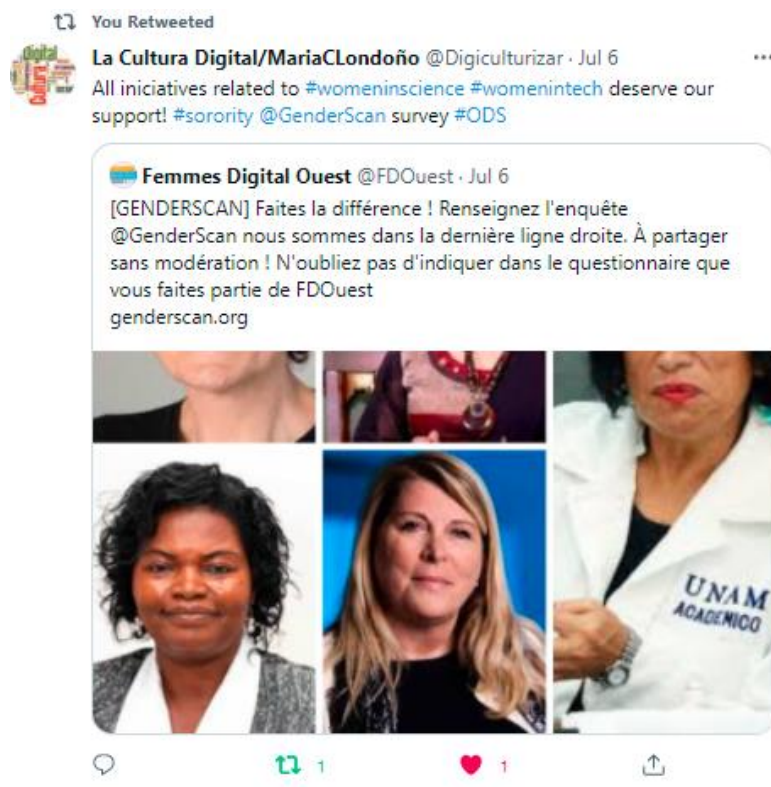 You Retweeted
La Cultura Digital/MariaCLondoño @Digiculturizar · Jul 6
All iniciatives related to #womeninscience #womenintech deserve our
support! #sorority @GenderScan survey #ODS
Femmes Digital Ouest @FDOuest · Jul 6
[GENDERSCAN] Faites la différence ! Renseignez l'enquête
@GenderScan nous sommes dans la dernière ligne droite. À partager
sans modération ! N'oubliez pas d'indiquer dans le questionnaire que
vous faites partie de FDOuest
genderscan.org
UNAM
ACADEMICO
1
1